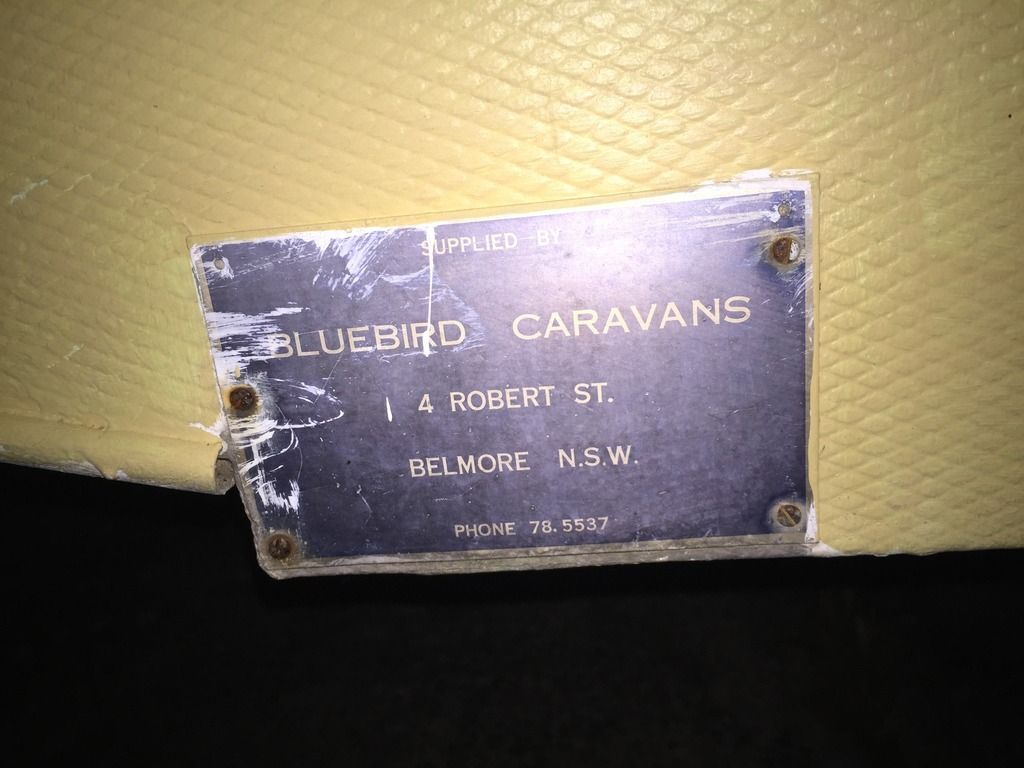 SUPPLIED BY
BLUEBIRD CARAVANS
4 ROBERT ST.
BELMORE N.S.W.
PHONE 78.5537